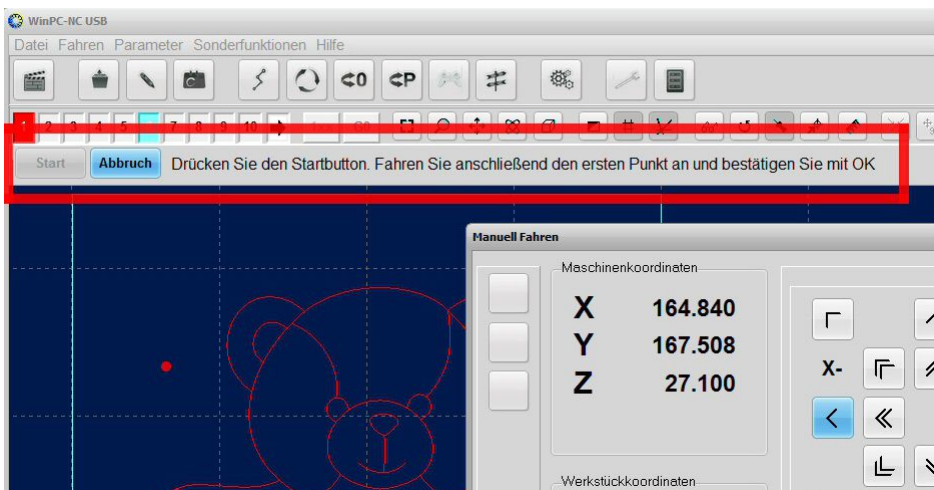 WinPC-NC USB
Datei Fahren Parameter Sonderfunktionen Hilfe
0 P
1 2 3 4 5 7 8 9 10
Start Abbruch Drücken Sie den Startbutton. Fahren Sie anschließend den ersten Punkt an und bestätigen Sie mit OK
Manuell Fahren
Maschinenkoordinaten
X 164.840
Y 167.508
Z 27.100
X-
Werkstückkoordinaten